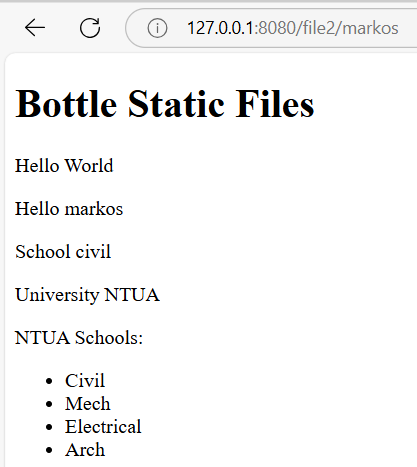 127.0.0.1:8080/file2/markos
Bottle Static Files
Hello World
Hello markos
School civil
University NTUA
NTUA Schools:
Civil
Mech
Electrical
Arch